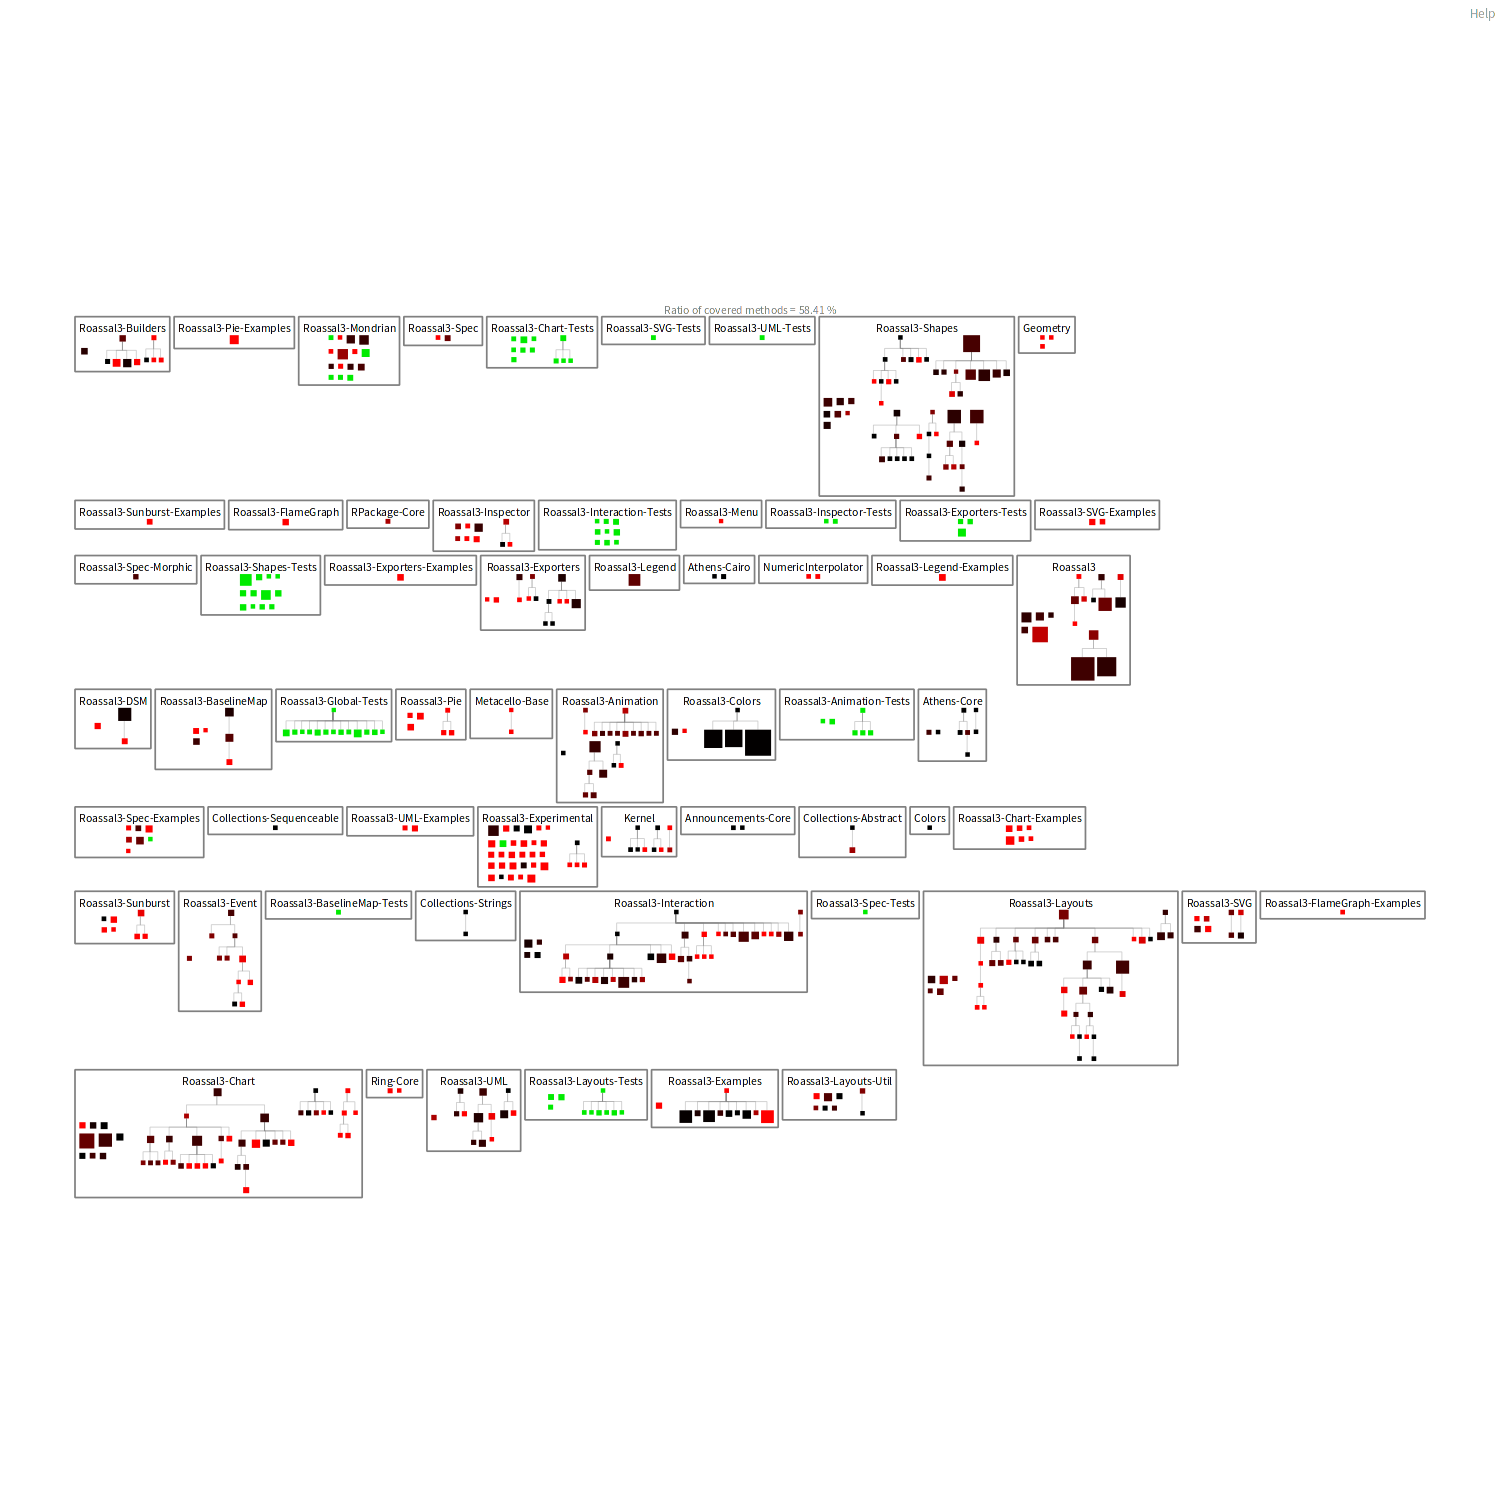 Help
Ratio of covered methods = 58.41 %
Roassal3-Builders
Roassal3-Pie-Examples
Roassal3-Mondrian
Roassal3-Spec
Roassal3-Chart-Tests
Roassal3-SVG-Tests
Roassal3-UML-Tests
Roassal3-Shapes
Geometry
Roassal3-Sunburst-Examples
Roassal3-FlameGraph
RPackage-Core
Roassal3-Inspector
Roassal3-Interaction-Tests
Roassal3-Menu
Roassal3-Inspector-Tests
Roassal3-Exporters-Tests
Roassal3-SVG-Examples
Roassal3-Spec-Morphic
Roassal3-Shapes-Tests
Roassal3-Exporters-Examples
Roassal3-Exporters
Roassal3-Legend
Athens-Cairo
NumericInterpolator
Roassal3-Legend-Examples
Roassal3
Roassal3-DSM
Roassal3-BaselineMap
Roassal3-Global-Tests
Roassal3-Pie
Metacello-Base
Roassal3-Animation
Roassal3-Colors
Roassal3-Animation-Tests
Athens-Core
Roassal3-Spec-Examples
Collections-Sequenceable
Roassal3-UML-Examples
Roassal3-Experimental
Kernel
Announcements-Core
Collections-Abstract
Colors
Roassal3-Chart-Examples
Roassal3-Sunburst
Roassal3-Event
Roassal3-BaselineMap-Tests
Collections-Strings
Roassal3-Interaction
Roassal3-Spec-Tests
Roassal3-Layouts
Roassal3-SVG
Roassal3-FlameGraph-Examples
Roassal3-Chart
Ring-Core
Roassal3-UML
Roassal3-Layouts-Tests
Roassal3-Examples
Roassal3-Layouts-Util